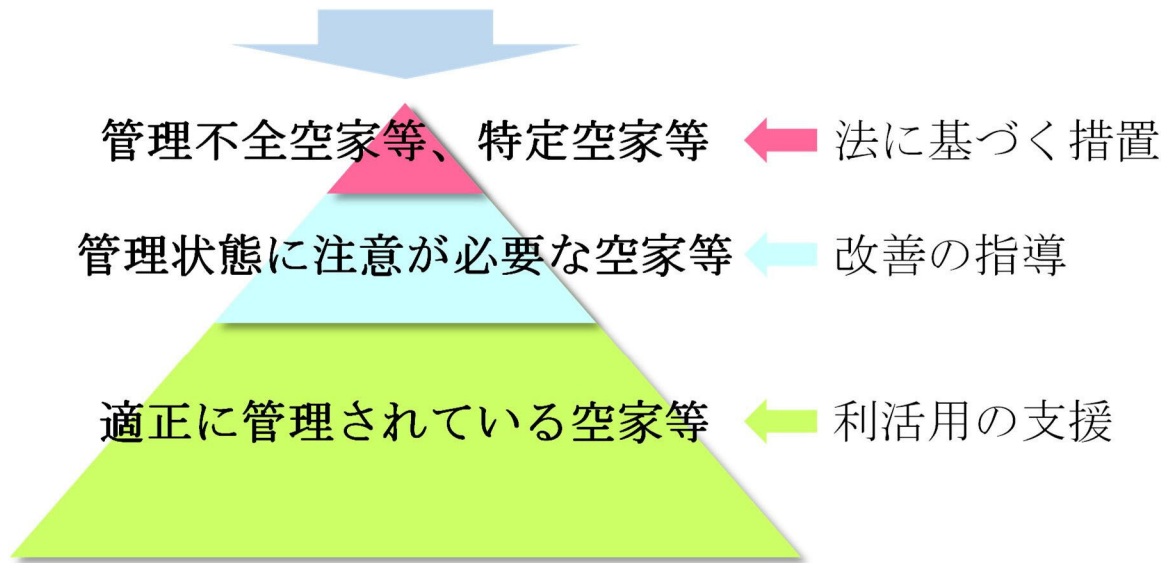 管理不全空家等、特定空家等
法に基づく措置
管理状態に注意が必要な空家等
改善の指導
適正に管理されている空家等
利活用の支援